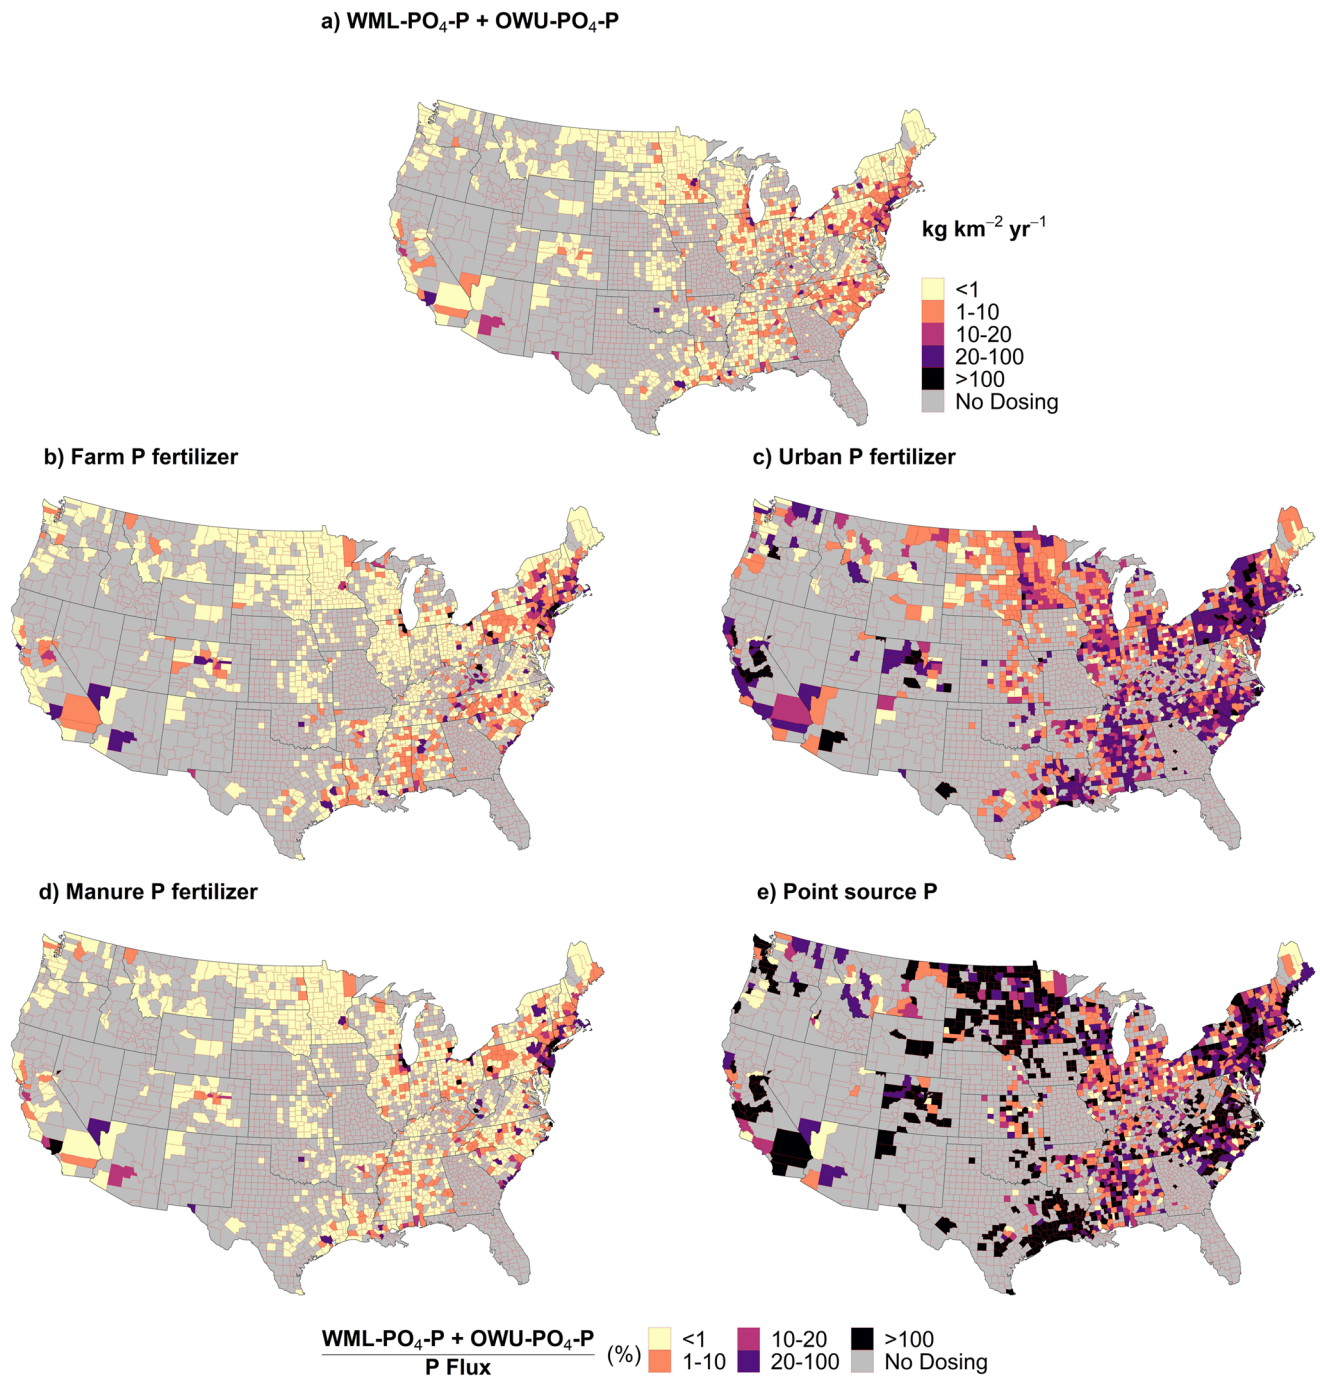 a) WML-PO₄-P + OWU-PO₄-P
kg km⁻² yr⁻¹
<1
1-10
10-20
20-100
>100
No Dosing
b) Farm P fertilizer
c) Urban P fertilizer
d) Manure P fertilizer
e) Point source P
WML-PO₄-P + OWU-PO₄-P
P Flux
(%)
<1
10-20
>100
1-10
20-100
No Dosing